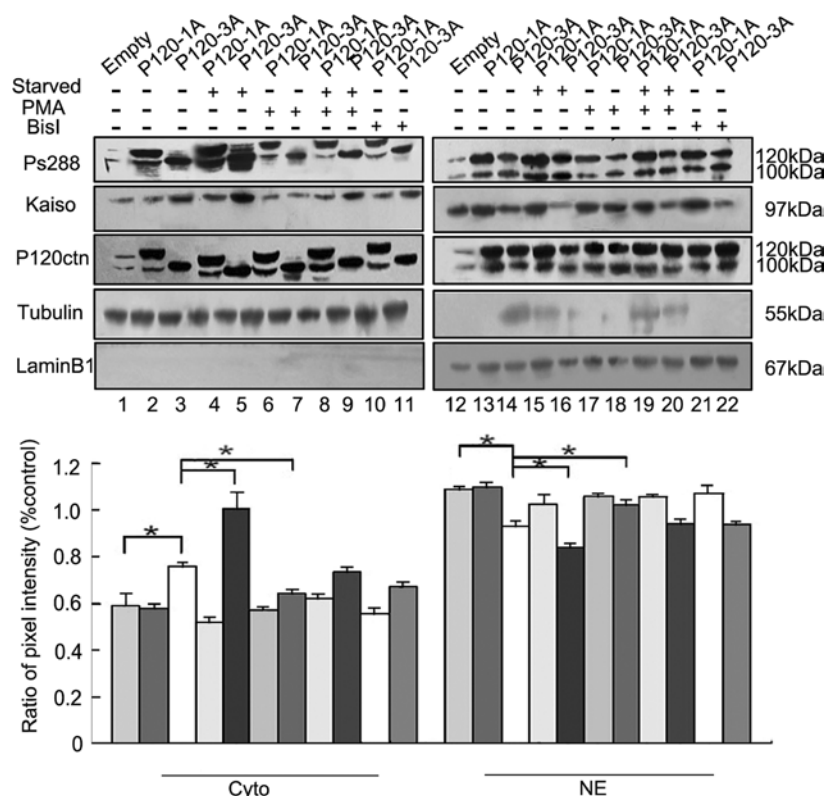 Empty P120-1A P120-3A P120-1A P120-3A P120-1A P120-3A P120-1A P120-3A P120-1A P120-3A Empty P120-1A P120-3A P120-1A P120-3A P120-1A P120-3A P120-1A P120-3A P120-1A P120-3A
Starved - - - + + - - + + - - - - - + + - - + + - -
PMA - - - - - + + + + - - - - - - - + + + + - -
BisI - - - - - - - - - + + - - - - - - - - - + +
Ps288 120kDa
100kDa
Kaiso 97kDa
P120ctn 120kDa
100kDa
Tubulin 55kDa
LaminB1 67kDa
1 2 3 4 5 6 7 8 9 10 11 12 13 14 15 16 17 18 19 20 21 22
Ratio of pixel intensity (%control)
1.2
1.0
0.8
0.6
0.4
0.2
0
* * *
* * *
Cyto NE